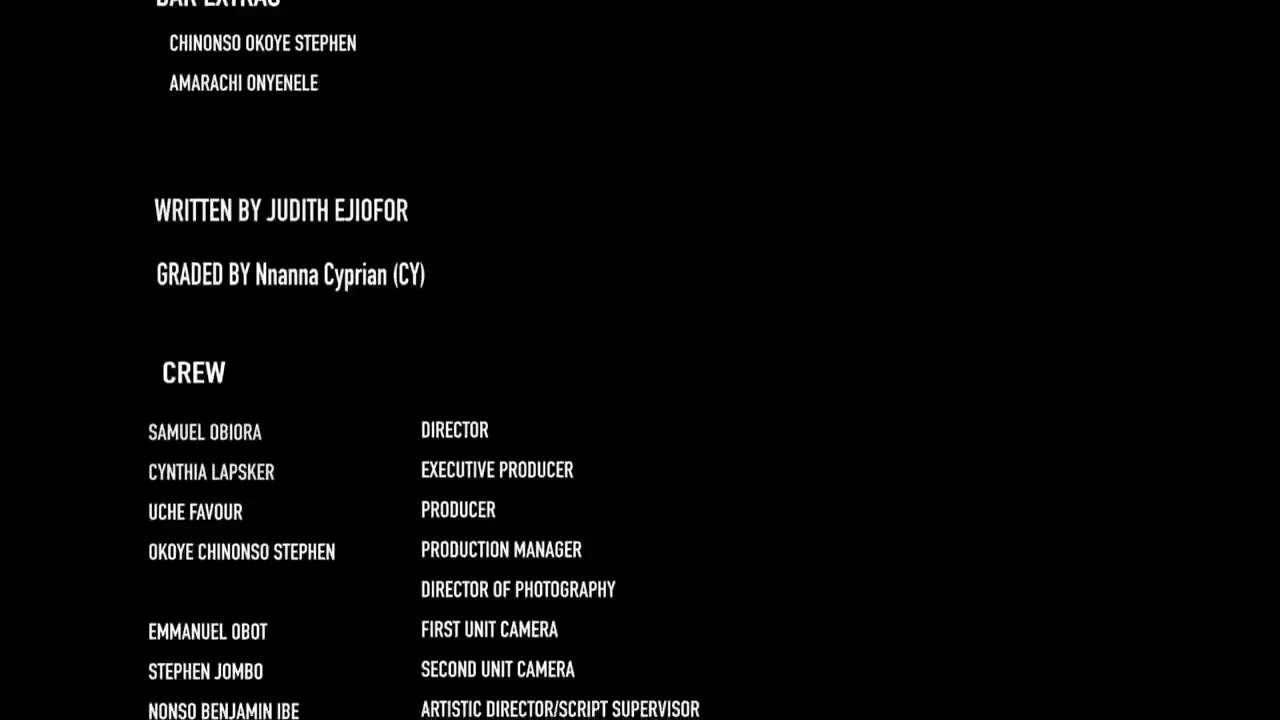 BAR EXTRAS
CHINONSO OKOYE STEPHEN
AMARACHI ONYENELE
WRITTEN BY JUDITH EJIOFOR
GRADED BY Nnanna Cyprian (CY)
CREW
SAMUEL OBIORA DIRECTOR
CYNTHIA LAPSKER EXECUTIVE PRODUCER
UCHE FAVOUR PRODUCER
OKOYE CHINONSO STEPHEN PRODUCTION MANAGER
DIRECTOR OF PHOTOGRAPHY
EMMANUEL OBOT FIRST UNIT CAMERA
STEPHEN JOMBO SECOND UNIT CAMERA
NONSO BENJAMIN IBE ARTISTIC DIRECTOR/SCRIPT SUPERVISOR